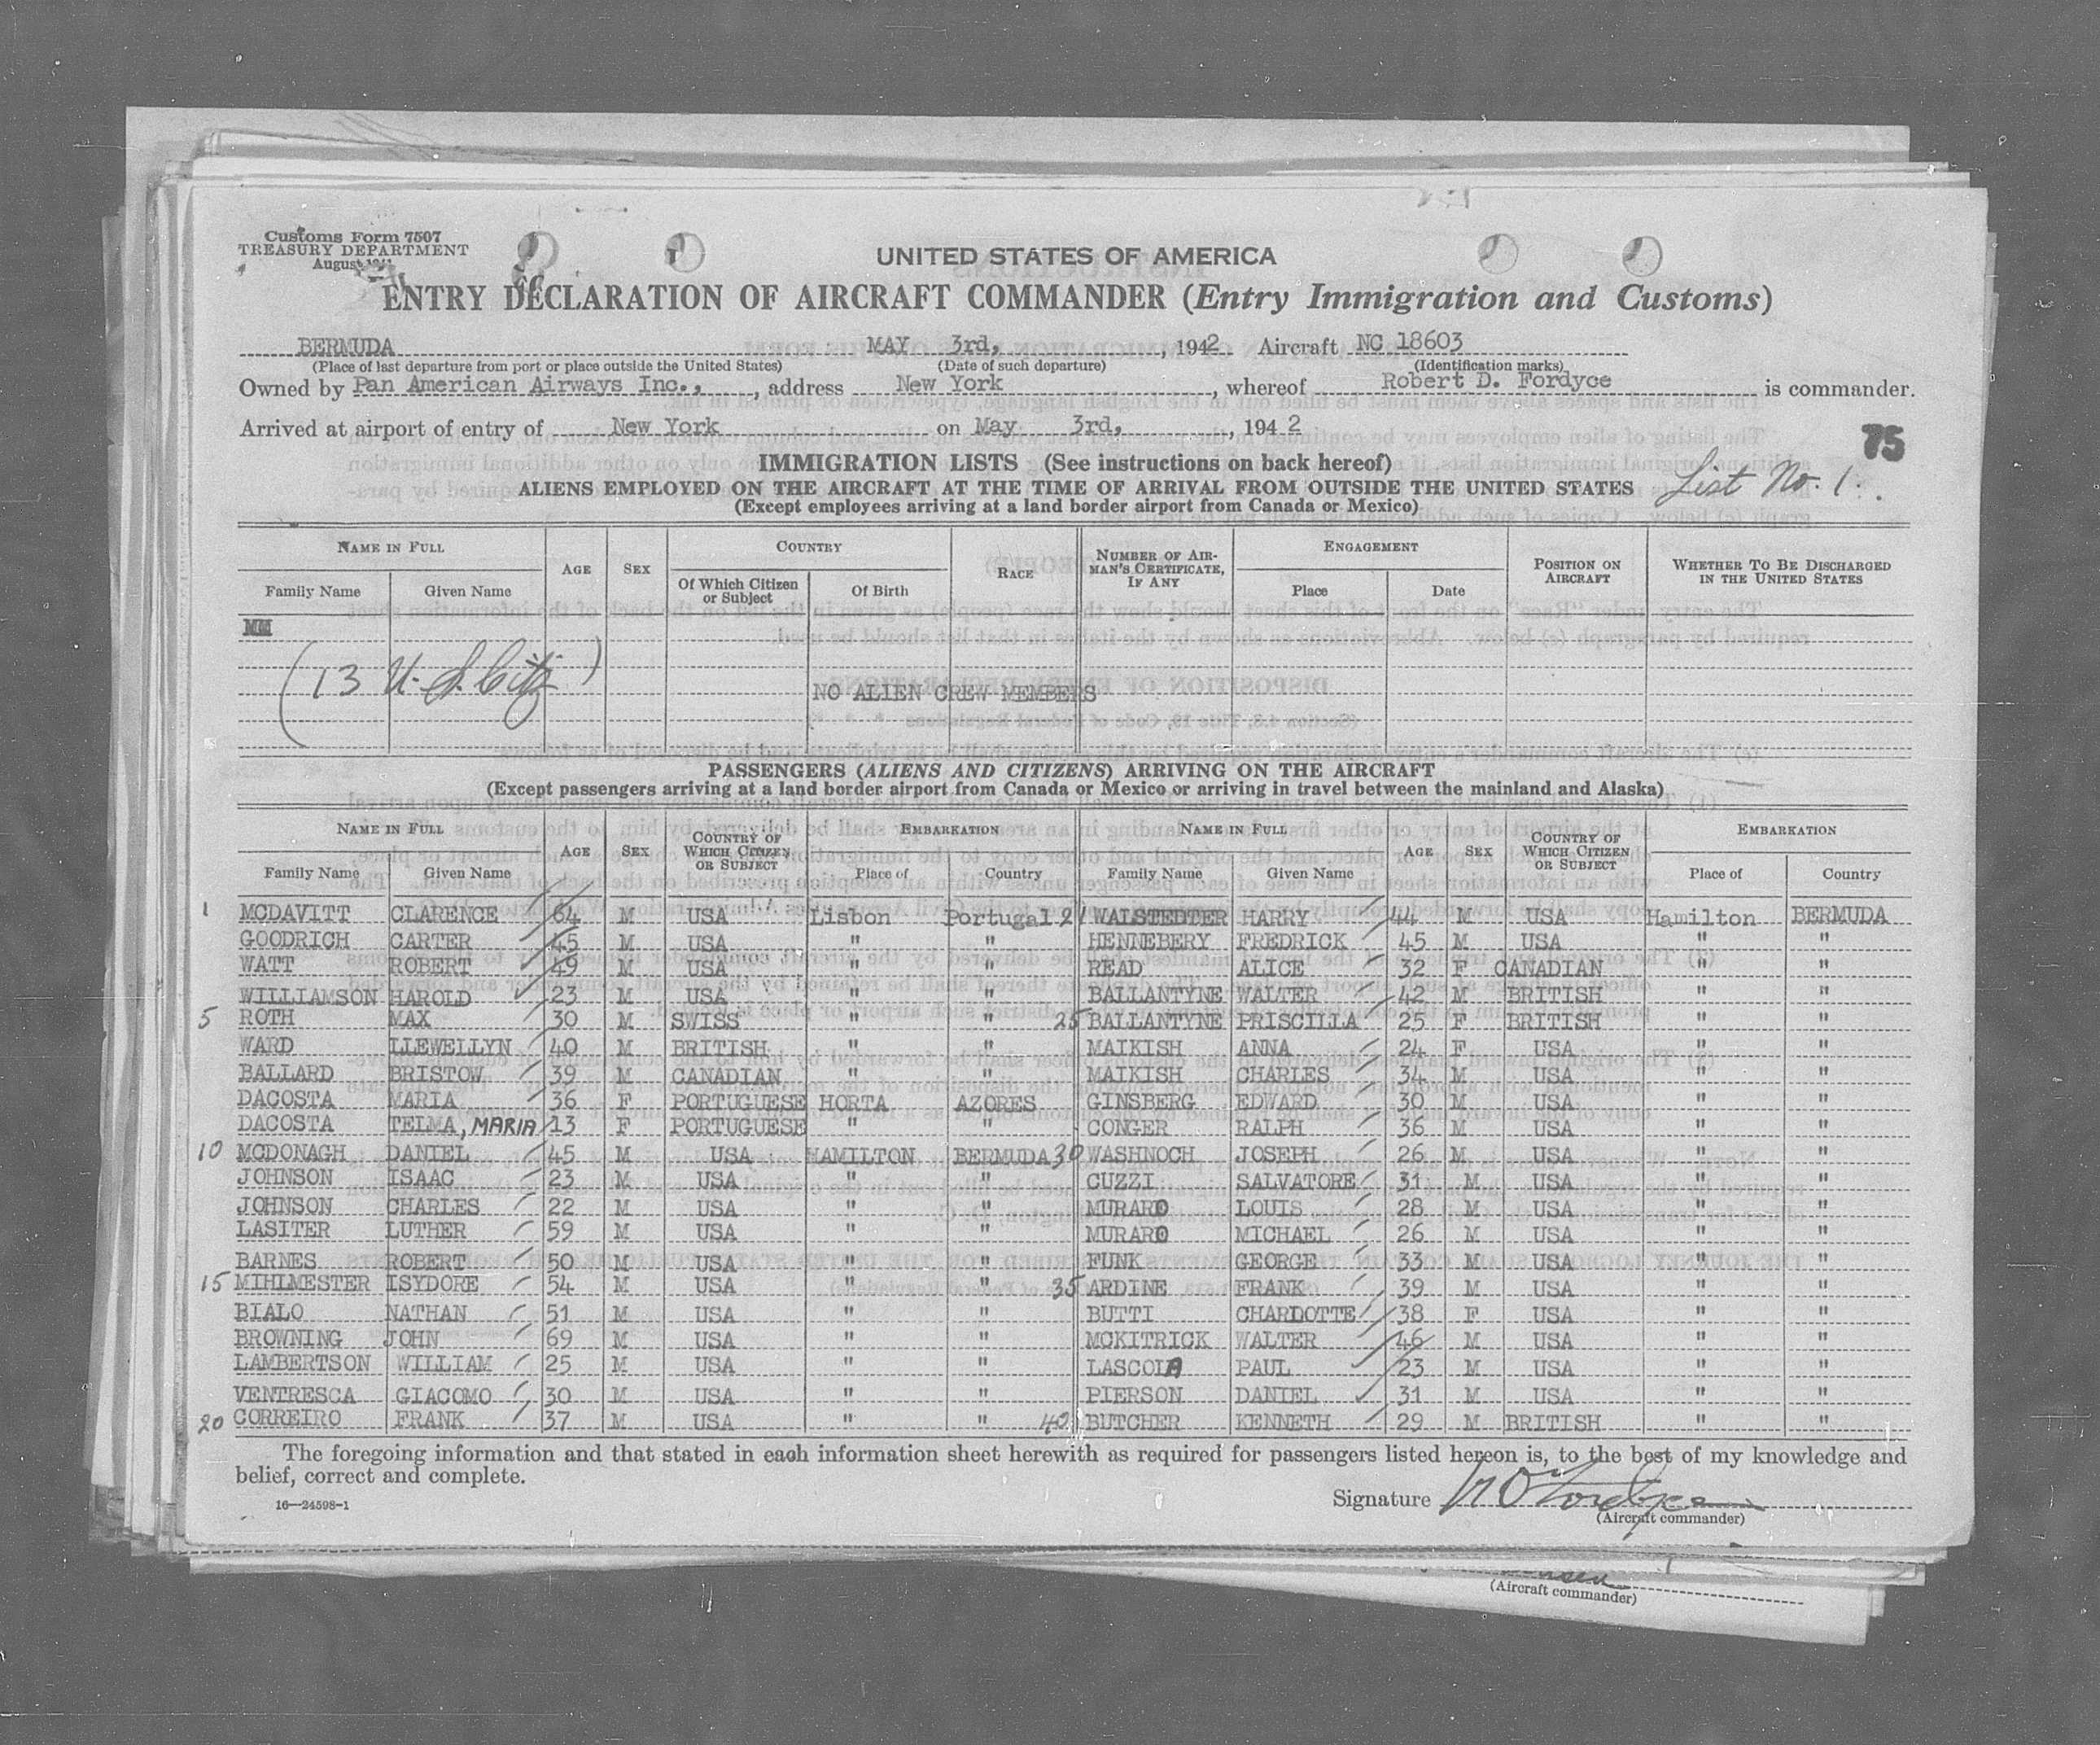 Customs Form 7507
TREASURY DEPARTMENT
August 1941
UNITED STATES OF AMERICA
ENTRY DECLARATION OF AIRCRAFT COMMANDER (Entry Immigration and Customs)
BERMUDA MAY 3rd, , 1942 Aircraft NC 18603
(Place of last departure from port or place outside the United States) (Date of such departure) (Identification marks)
Owned by Pan American Airways Inc., , address New York , whereof Robert D. Fordyce is commander.
Arrived at airport of entry of New York on May 3rd, , 1942
75
IMMIGRATION LISTS (See instructions on back hereof)
List No. 1.
ALIENS EMPLOYED ON THE AIRCRAFT AT THE TIME OF ARRIVAL FROM OUTSIDE THE UNITED STATES
(Except employees arriving at a land border airport from Canada or Mexico)
NAME IN FULL AGE SEX COUNTRY RACE NUMBER OF AIRMAN'S CERTIFICATE, IF ANY ENGAGEMENT POSITION ON AIRCRAFT WHETHER TO BE DISCHARGED IN THE UNITED STATES
Family Name Given Name Of Which Citizen or Subject Of Birth Place Date
(13 U.S. Citz)
NO ALIEN CREW MEMBERS
PASSENGERS (ALIENS AND CITIZENS) ARRIVING ON THE AIRCRAFT
(Except passengers arriving at a land border airport from Canada or Mexico or arriving in travel between the mainland and Alaska)
NAME IN FULL AGE SEX COUNTRY OF WHICH CITIZEN OR SUBJECT EMBARKATION NAME IN FULL AGE SEX COUNTRY OF WHICH CITIZEN OR SUBJECT EMBARKATION
Family Name Given Name Place of Country Family Name Given Name Place of Country
1 MCDAVITT CLARENCE 64 M USA Lisbon Portugal 21 WALSTEDTER HARRY 44 M USA Hamilton BERMUDA
GOODRICH CARTER 45 M USA " " HENNEBERY FREDRICK 45 M USA " "
WATT ROBERT 49 M USA " " READ ALICE 32 F CANADIAN " "
WILLIAMSON HAROLD 23 M USA " " BALLANTYNE WALTER 42 M BRITISH " "
5 ROTH MAX 30 M SWISS " " 25 BALLANTYNE PRISCILLA 25 F BRITISH " "
WARD LLEWELLYN 40 M BRITISH " " MAIKISH ANNA 24 F USA " "
BALLARD BRISTOW 39 M CANADIAN " " MAIKISH CHARLES 34 M USA " "
DACOSTA MARIA 36 F PORTUGUESE HORTA AZORES GINSBERG EDWARD 30 M USA " "
DACOSTA TELMA, MARIA 13 F PORTUGUESE " " CONGER RALPH 36 M USA " "
10 MCDONAGH DANIEL 45 M USA HAMILTON BERMUDA 30 WASHNOCH JOSEPH 26 M USA " "
JOHNSON ISAAC 23 M USA " " CUZZI SALVATORE 31 M USA " "
JOHNSON CHARLES 22 M USA " " MURARO LOUIS 28 M USA " "
LASITER LUTHER 59 M USA " " MURARO MICHAEL 26 M USA " "
BARNES ROBERT 50 M USA " " FUNK GEORGE 33 M USA " "
15 MIHLMESTER ISYDORE 54 M USA " " 35 ARDINE FRANK 39 M USA " "
BIALO NATHAN 51 M USA " " BUTTI CHARLOTTE 38 F USA " "
BROWNING JOHN 69 M USA " " MCKITRICK WALTER 46 M USA " "
LAMBERTSON WILLIAM 25 M USA " " LASCOLA PAUL 23 M USA " "
VENTRESCA GIACOMO 30 M USA " " PIERSON DANIEL 31 M USA " "
20 CORREIRO FRANK 37 M USA " " 40 BUTCHER KENNETH 29 M BRITISH " "
The foregoing information and that stated in each information sheet herewith as required for passengers listed hereon is, to the best of my knowledge and
belief, correct and complete.
16—24598-1
Signature R D Fordyce
(Aircraft commander)
(Aircraft commander)